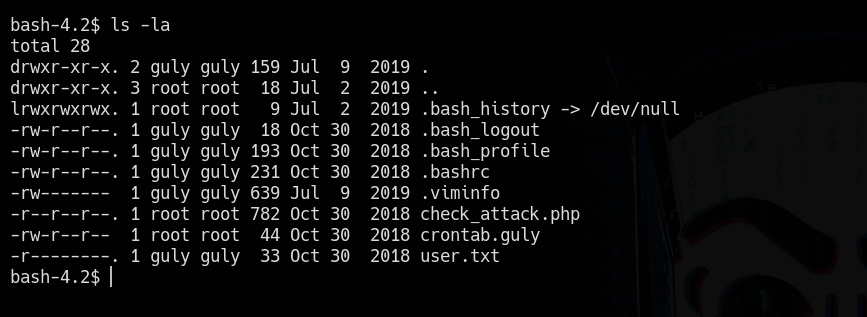 bash-4.2$ ls -la
total 28
drwxr-xr-x. 2 guly guly 159 Jul  9  2019 .
drwxr-xr-x. 3 root root  18 Jul  2  2019 ..
lrwxrwxrwx. 1 root root   9 Jul  2  2019 .bash_history -> /dev/null
-rw-r--r--. 1 guly guly  18 Oct 30  2018 .bash_logout
-rw-r--r--. 1 guly guly 193 Oct 30  2018 .bash_profile
-rw-r--r--. 1 guly guly 231 Oct 30  2018 .bashrc
-rw-------  1 guly guly 639 Jul  9  2019 .viminfo
-r--r--r--. 1 root root 782 Oct 30  2018 check_attack.php
-rw-r--r--  1 root root  44 Oct 30  2018 crontab.guly
-r--------. 1 guly guly  33 Oct 30  2018 user.txt
bash-4.2$